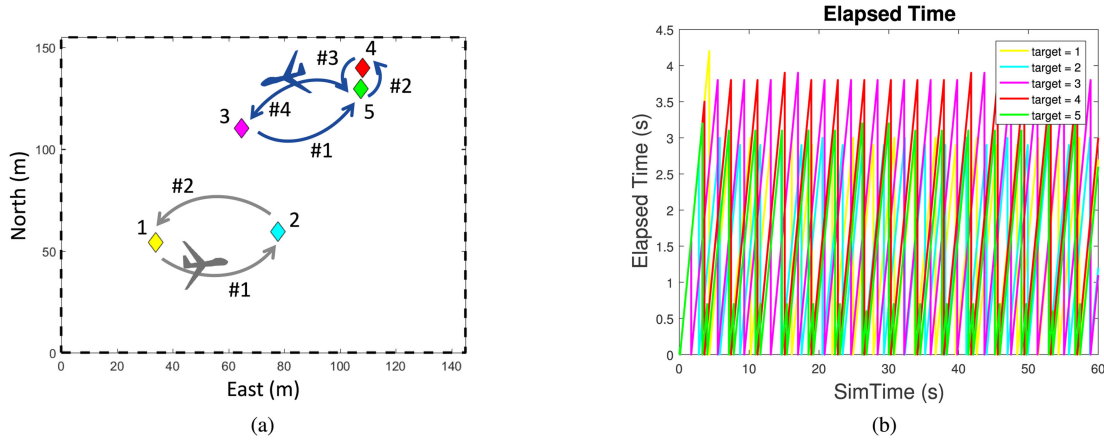 150
100
50
0
North (m)
0 20 40 60 80 100 120 140
East (m)
4
#3
#2
#4
3
5
#1
#2
1
2
#1
(a)
Elapsed Time
4.5
4
3.5
3
2.5
2
1.5
1
0.5
0
Elapsed Time (s)
target = 1
target = 2
target = 3
target = 4
target = 5
0 10 20 30 40 50 60
SimTime (s)
(b)